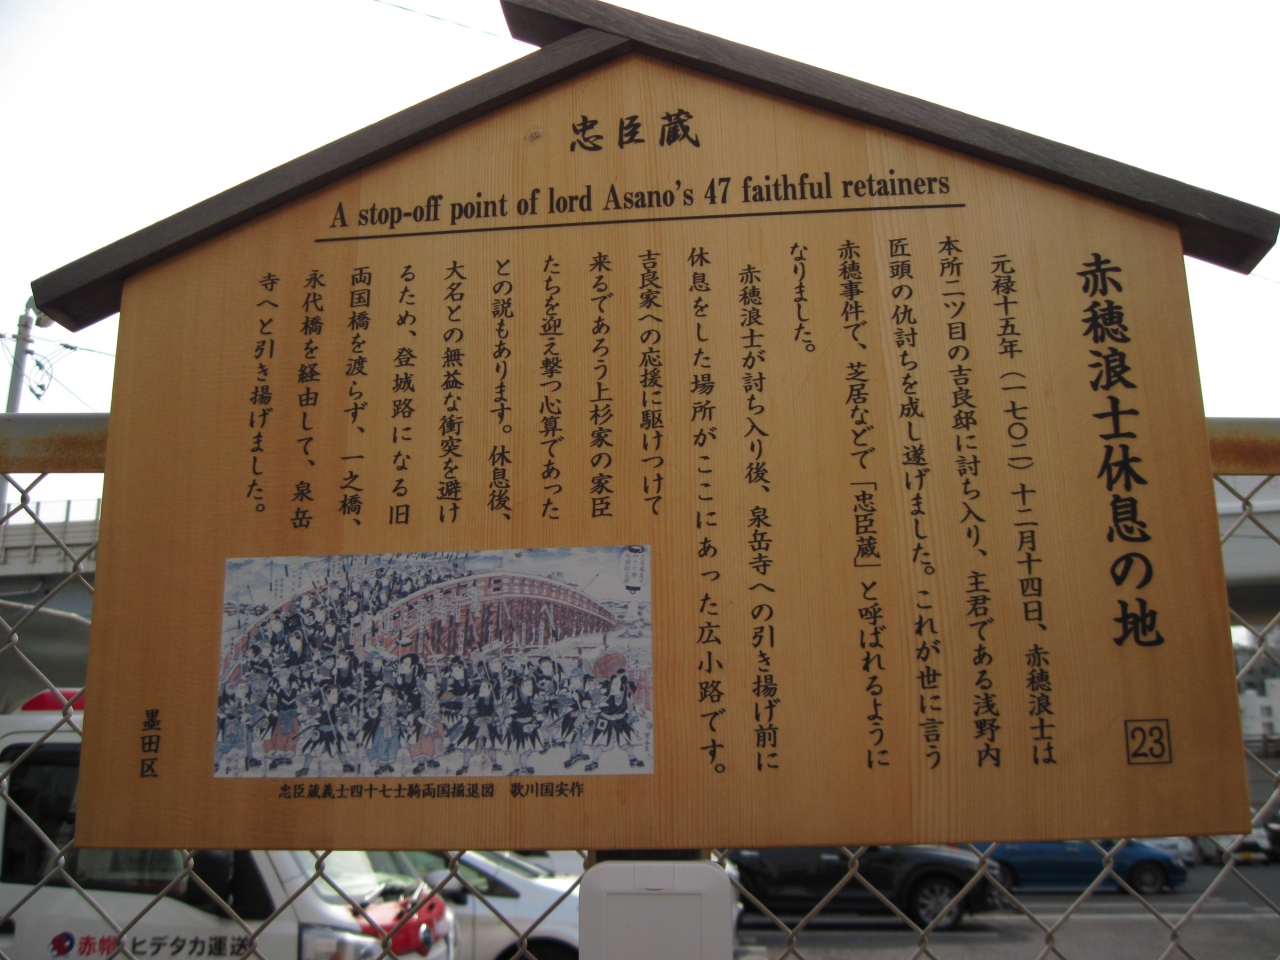 忠臣蔵
A stop-off point of lord Asano's 47 faithful retainers
赤穂浪士休息の地
23
元禄十五年(一七〇二)十二月十四日、赤穂浪士は
本所二ツ目の吉良邸に討ち入り、主君である浅野内
匠頭の仇討ちを成し遂げました。これが世に言う
赤穂事件で、芝居などで「忠臣蔵」と呼ばれるように
なりました。
赤穂浪士が討ち入り後、泉岳寺への引き揚げ前に
休息をした場所がここにあった広小路です。
吉良家への応援に駆けつけて
来るであろう上杉家の家臣
たちを迎え撃つ心算であった
との説もあります。休息後、
大名との無益な衝突を避け
るため、登城路になる旧
両国橋を渡らず、一之橋、
永代橋を経由して、泉岳
寺へと引き揚げました。
忠臣蔵義士四十七士騎両国揃退図 歌川国安作
墨田区
赤帽 ヒデタカ運送